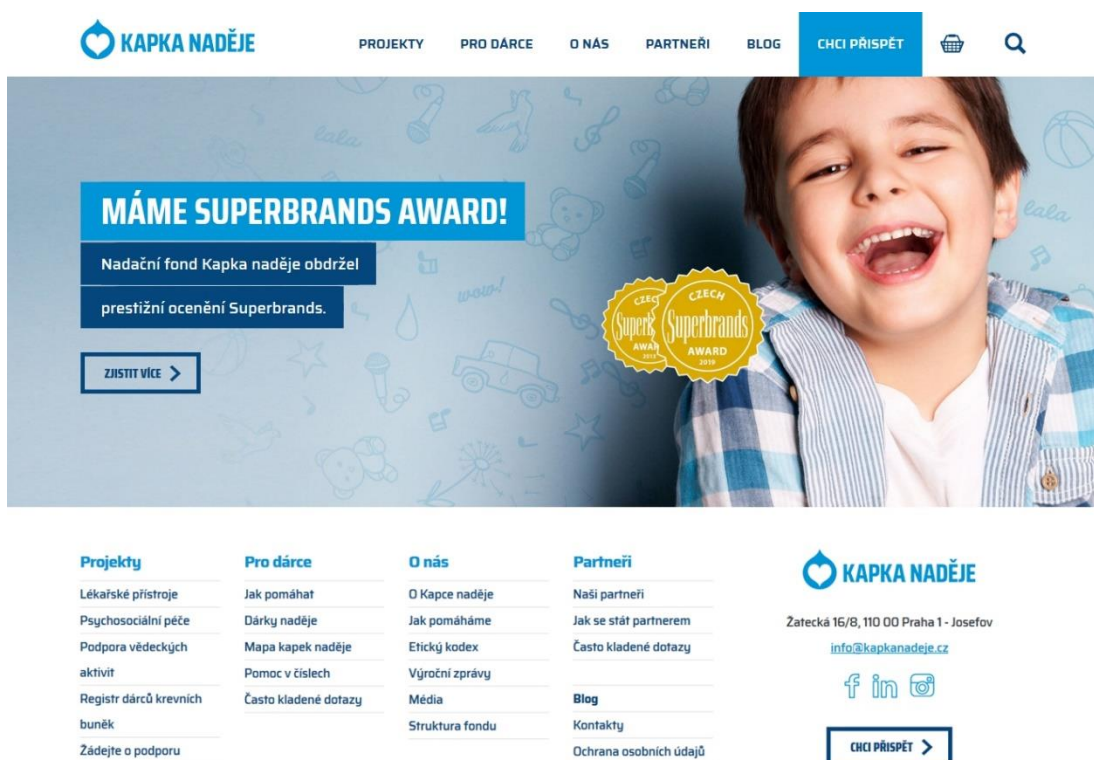 KAPKA NADĚJE
PROJEKTY PRO DÁRCE O NÁS PARTNEŘI BLOG CHCI PŘISPĚT
lala
lala
wow!
MÁME SUPERBRANDS AWARD!
Nadační fond Kapka naděje obdržel
prestižní ocenění Superbrands.
CZECH
Superbrands
AWARD
2019
ZJISTIT VÍCE
Projekty
Lékařské přístroje
Psychosociální péče
Podpora vědeckých
aktivit
Registr dárců krevních
buněk
Žádejte o podporu
Pro dárce
Jak pomáhat
Dárky naděje
Mapa kapek naděje
Pomoc v číslech
Často kladené dotazy
O nás
O Kapce naděje
Jak pomáháme
Etický kodex
Výroční zprávy
Média
Struktura fondu
Partneři
Naši partneři
Jak se stát partnerem
Často kladené dotazy
Blog
Kontakty
Ochrana osobních údajů
KAPKA NADĚJE
Žatecká 16/8, 110 00 Praha 1 - Josefov
info@kapkanadeje.cz
CHCI PŘISPĚT